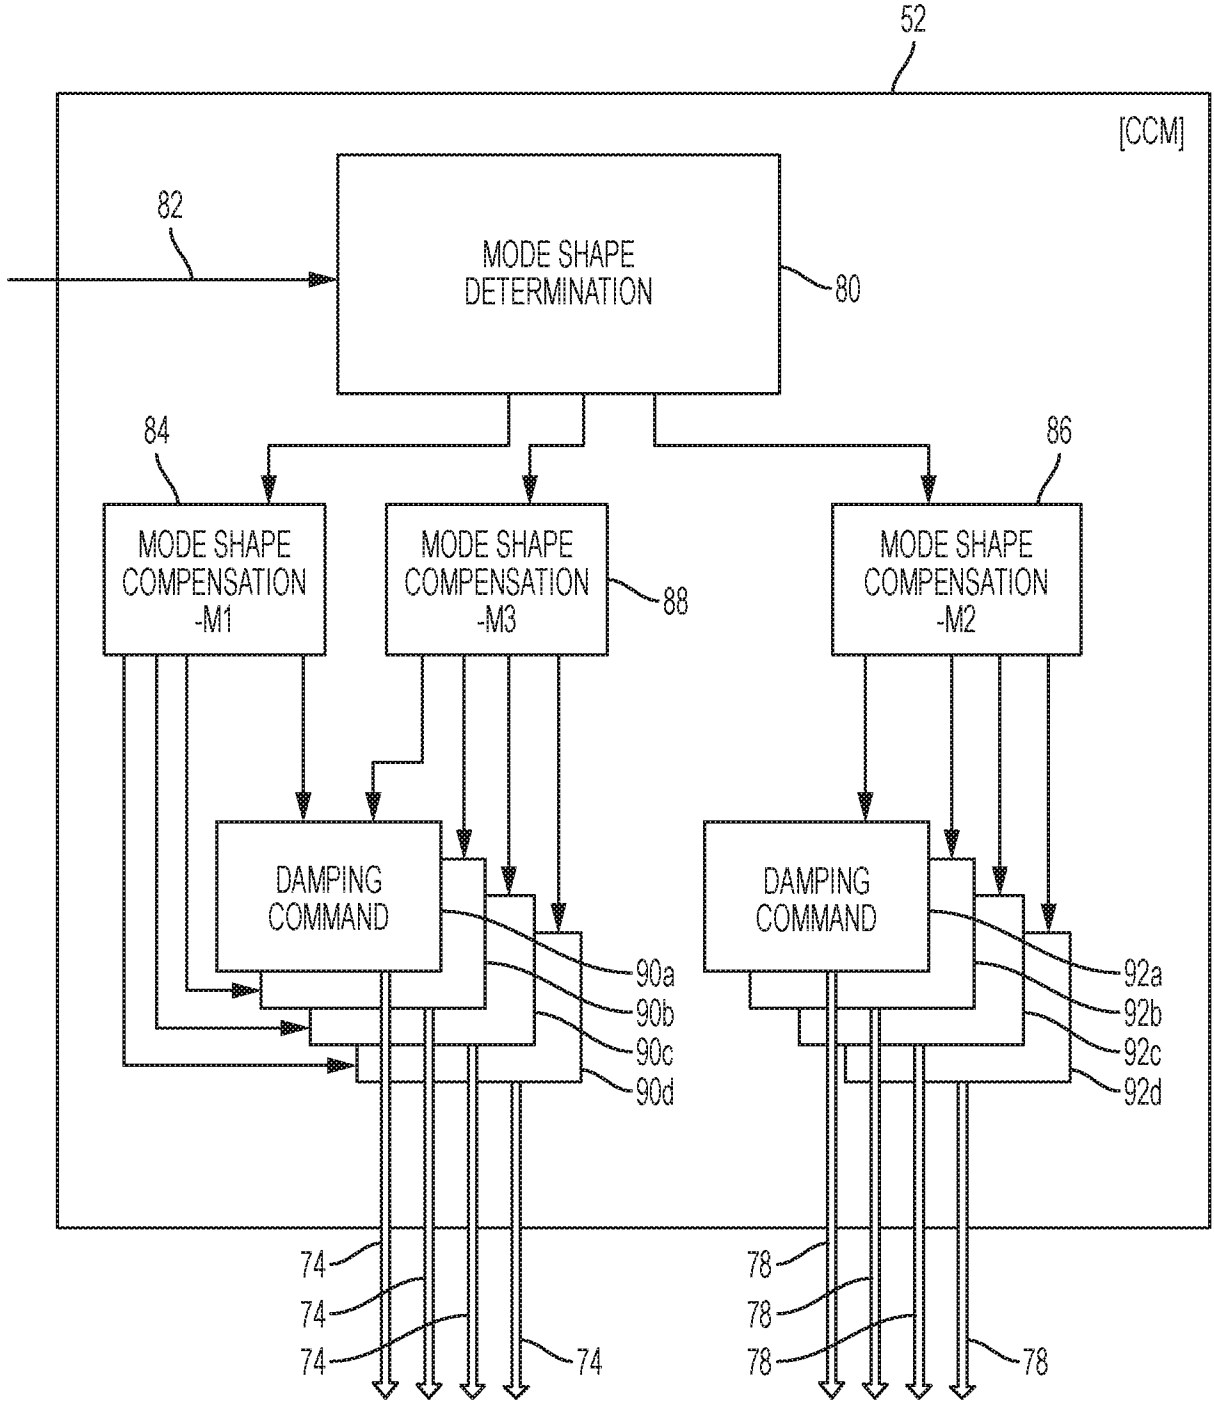 52
[CCM]
82
MODE SHAPE
DETERMINATION
80
84
86
MODE SHAPE
COMPENSATION
-M1
MODE SHAPE
COMPENSATION
-M3
88
MODE SHAPE
COMPENSATION
-M2
DAMPING
COMMAND
DAMPING
COMMAND
90a
90b
90c
90d
92a
92b
92c
92d
74
74
74
74
78
78
78
78